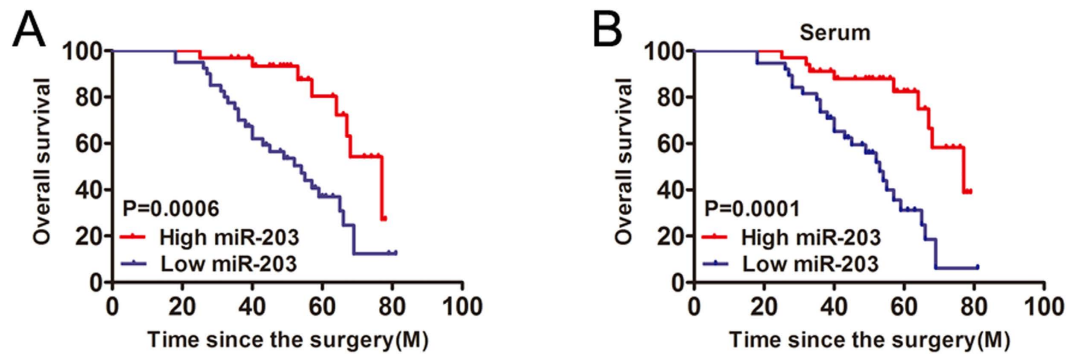 A
Overall survival
100
80
60
40
20
0
P=0.0006
High miR-203
Low miR-203
0 20 40 60 80 100
Time since the surgery(M)
B
Serum
Overall survival
100
80
60
40
20
0
P=0.0001
High miR-203
Low miR-203
0 20 40 60 80 100
Time since the surgery(M)